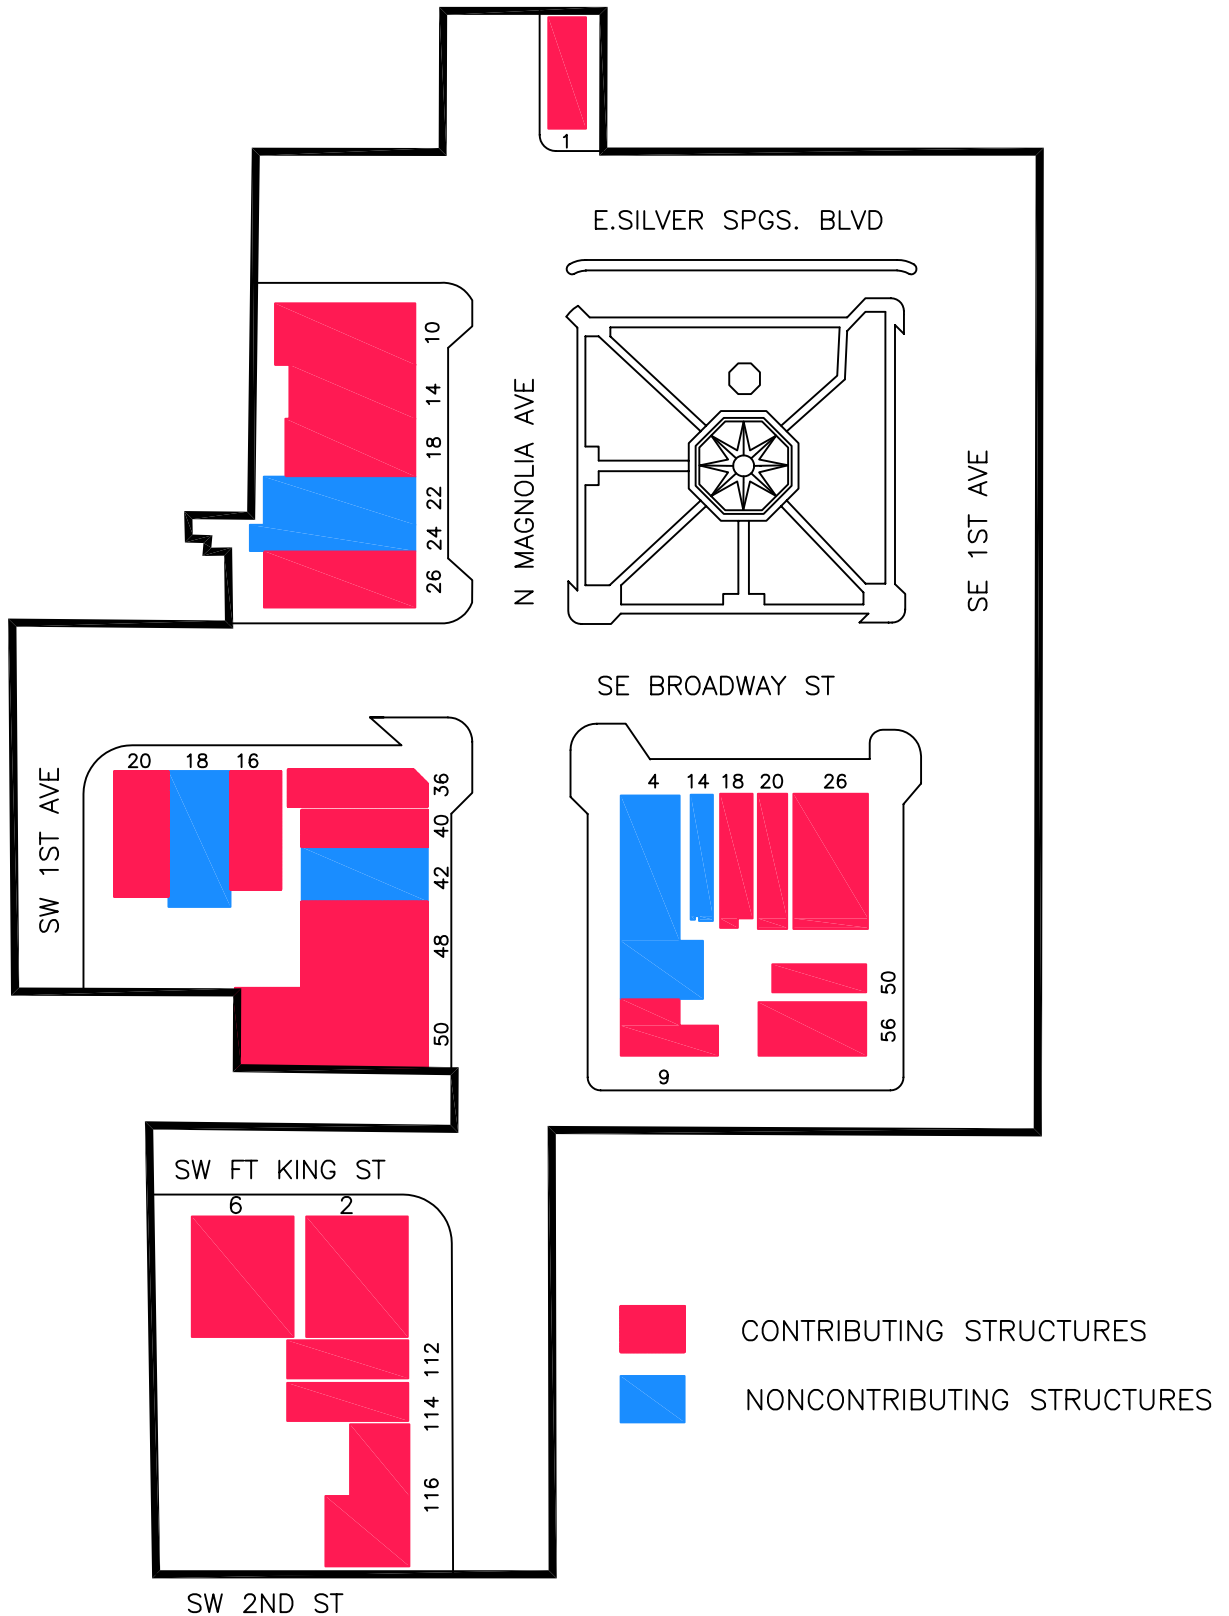 1
E.SILVER SPGS. BLVD
10
14
18
22
24
26
N MAGNOLIA AVE
SE 1ST AVE
SE BROADWAY ST
SW 1ST AVE
20 18 16
36
40
42
48
50
4 14 18 20 26
50
56
9
SW FT KING ST
6 2
112
114
116
CONTRIBUTING STRUCTURES
NONCONTRIBUTING STRUCTURES
SW 2ND ST